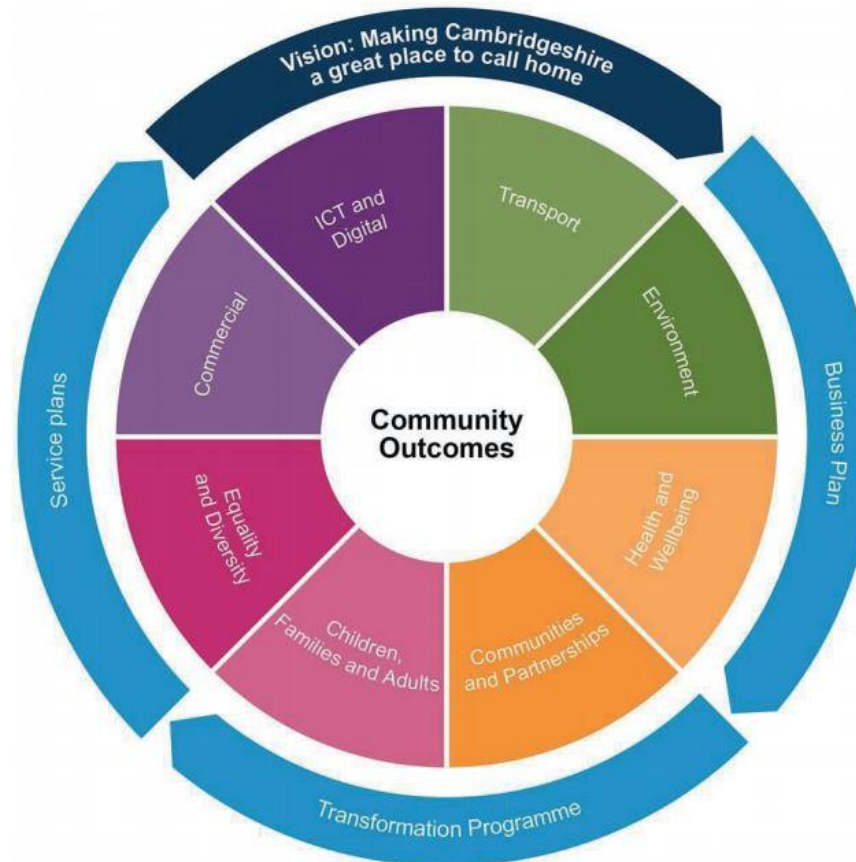 Vision: Making Cambridgeshire
a great place to call home
ICT and
Digital
Transport
Commercial
Environment
Community
Outcomes
Service plans
Business Plan
Equality
and Diversity
Health and
Wellbeing
Children,
Families and Adults
Communities
and Partnerships
Transformation Programme